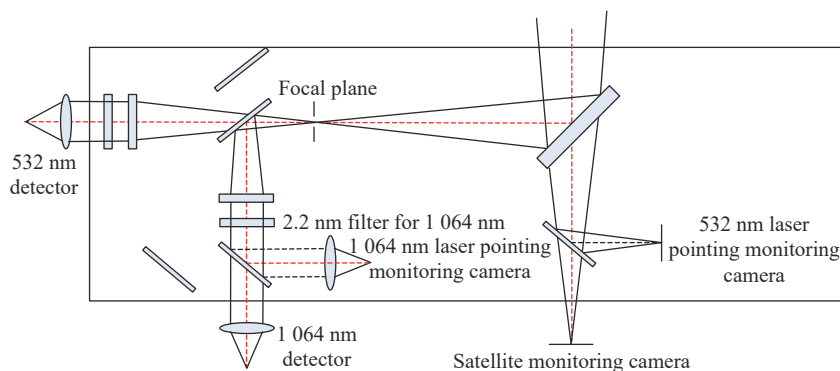 Focal plane
532 nm
detector
2.2 nm filter for 1 064 nm
1 064 nm laser pointing
monitoring camera
532 nm laser
pointing monitoring
camera
1 064 nm
detector
Satellite monitoring camera